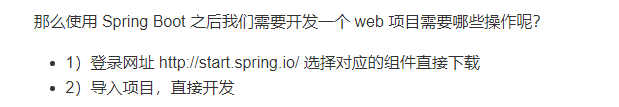 那么使用 Spring Boot 之后我们需要开发一个 web 项目需要哪些操作呢？
• 1）登录网址 http://start.spring.io/ 选择对应的组件直接下载
• 2）导入项目，直接开发